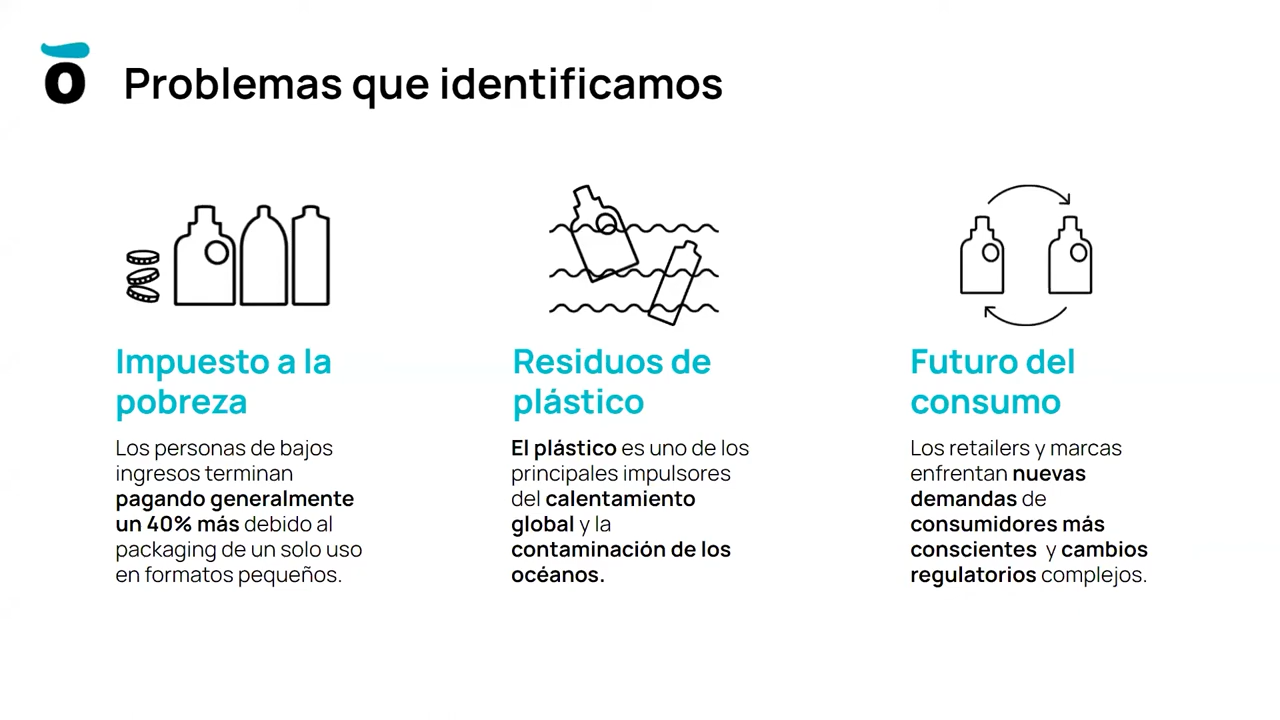 ō
Problemas que identificamos
Impuesto a la
pobreza
Los personas de bajos
ingresos terminan
pagando generalmente
un 40% más debido al
packaging de un solo uso
en formatos pequeños.
Residuos de
plástico
El plástico es uno de los
principales impulsores
del calentamiento
global y la
contaminación de los
océanos.
Futuro del
consumo
Los retailers y marcas
enfrentan nuevas
demandas de
consumidores más
conscientes y cambios
regulatorios complejos.